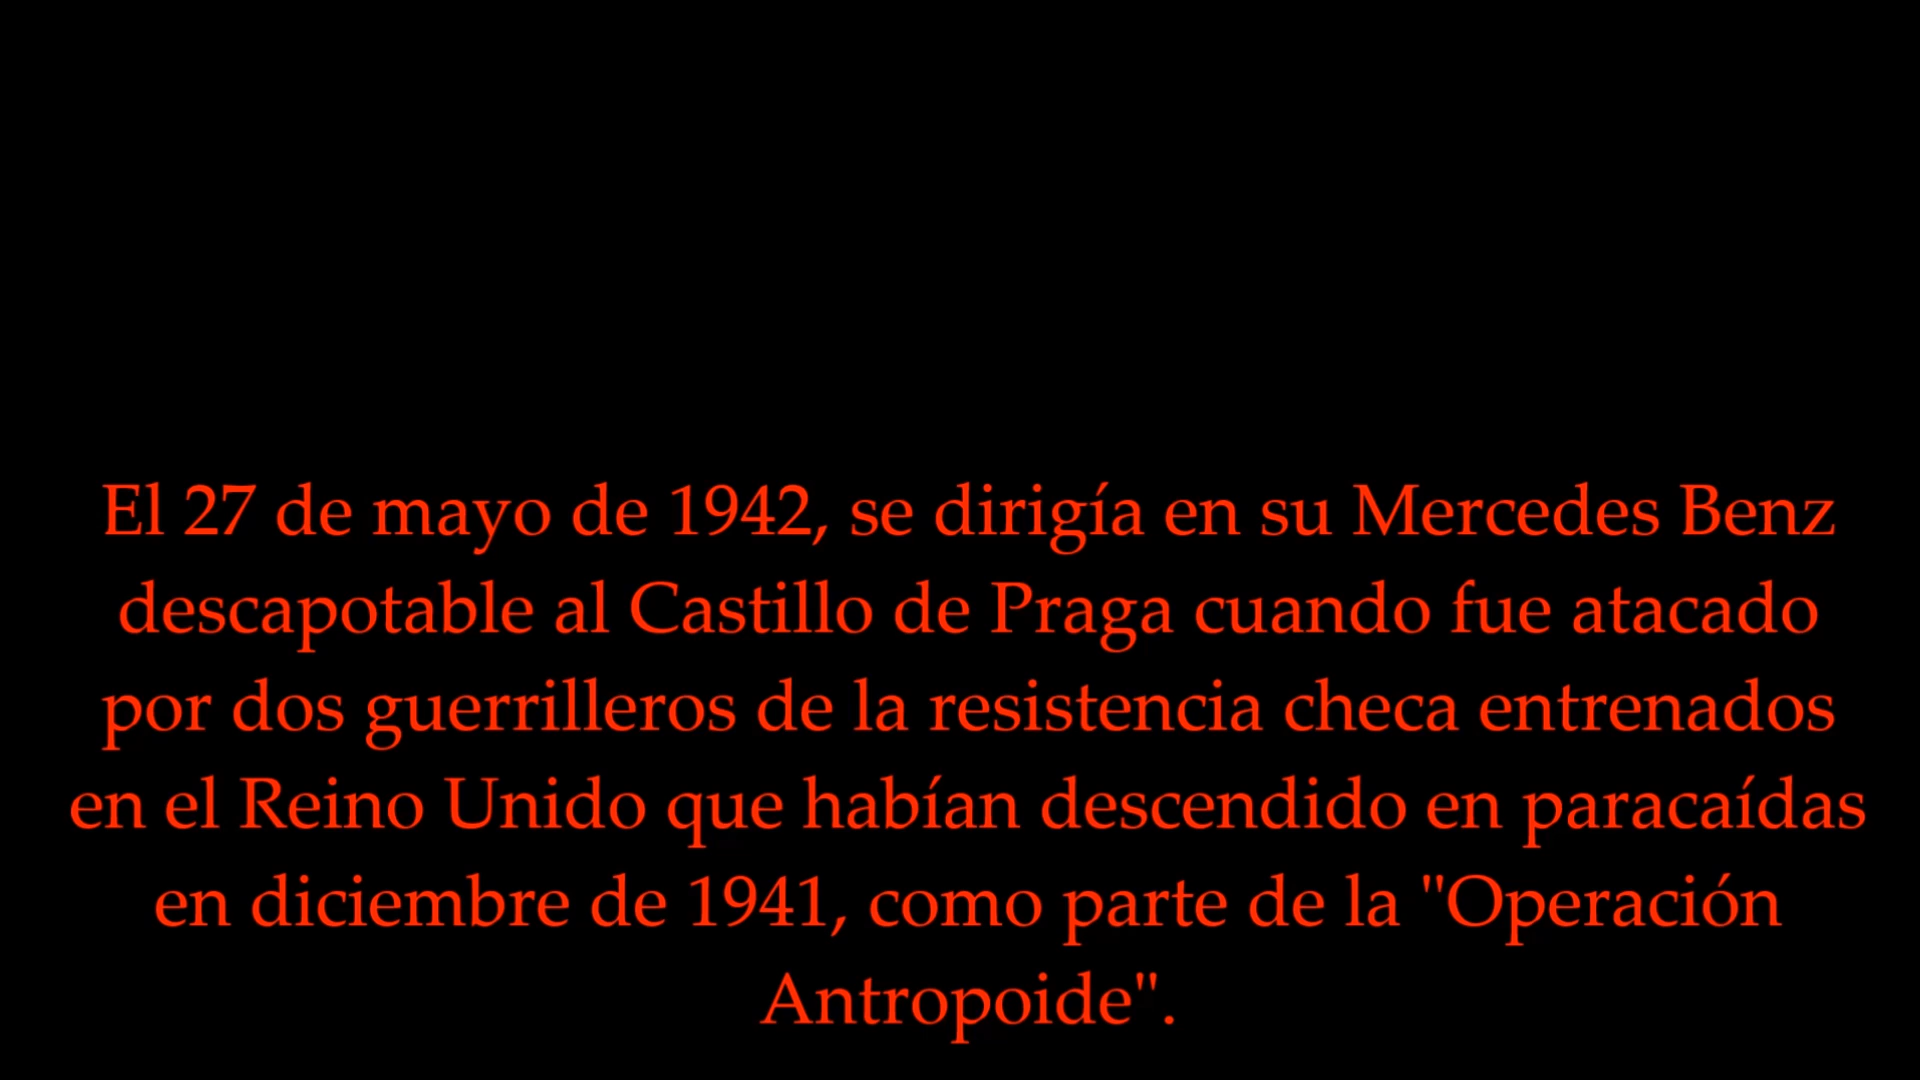 El 27 de mayo de 1942, se dirigía en su Mercedes Benz
descapotable al Castillo de Praga cuando fue atacado
por dos guerrilleros de la resistencia checa entrenados
en el Reino Unido que habían descendido en paracaídas
en diciembre de 1941, como parte de la "Operación
Antropoide".